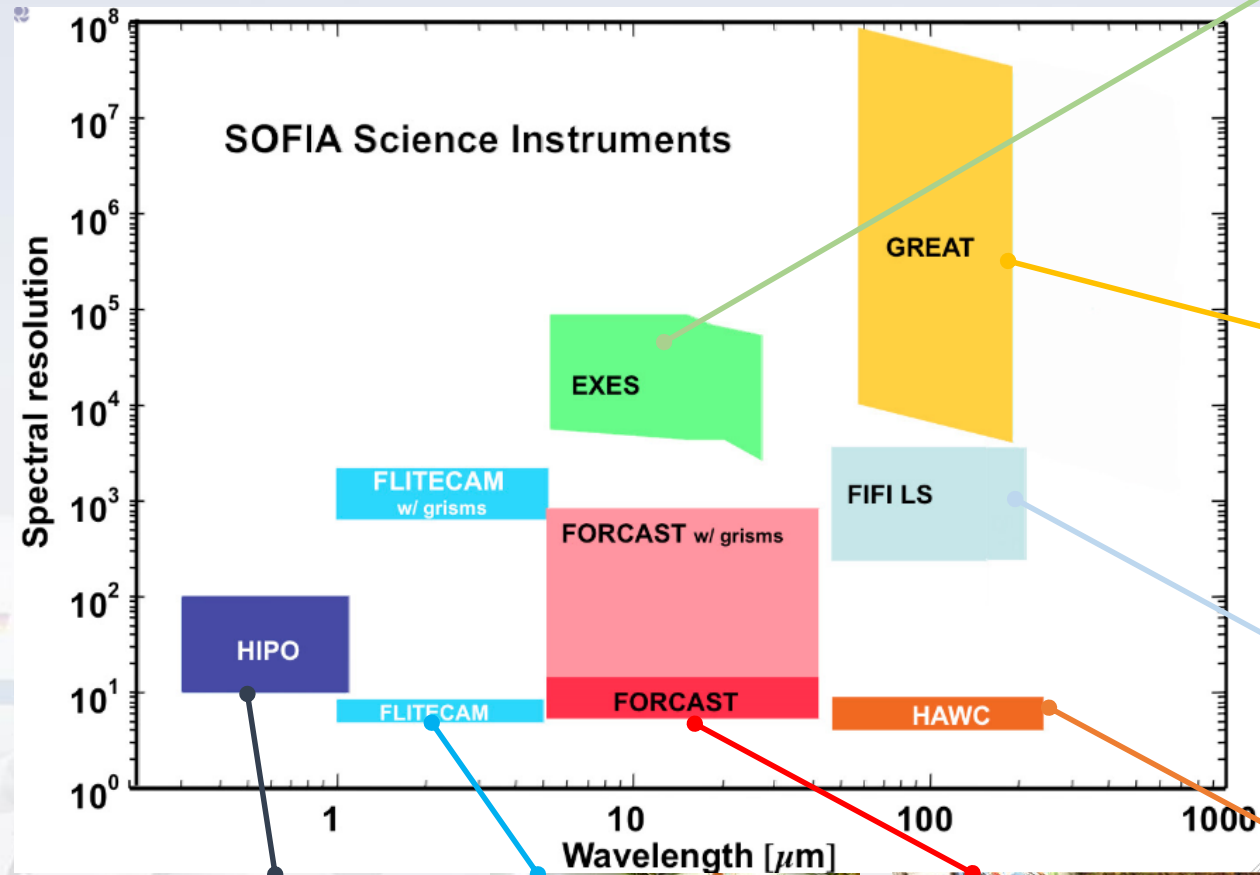 10⁸
10⁷
10⁶
10⁵
10⁴
10³
10²
10¹
10⁰
Spectral resolution
SOFIA Science Instruments
GREAT
EXES
FLITECAM
w/ grisms
FIFI LS
FORCAST w/ grisms
HIPO
FORCAST
FLITECAM
HAWC
1
10
100
1000
Wavelength [μm]